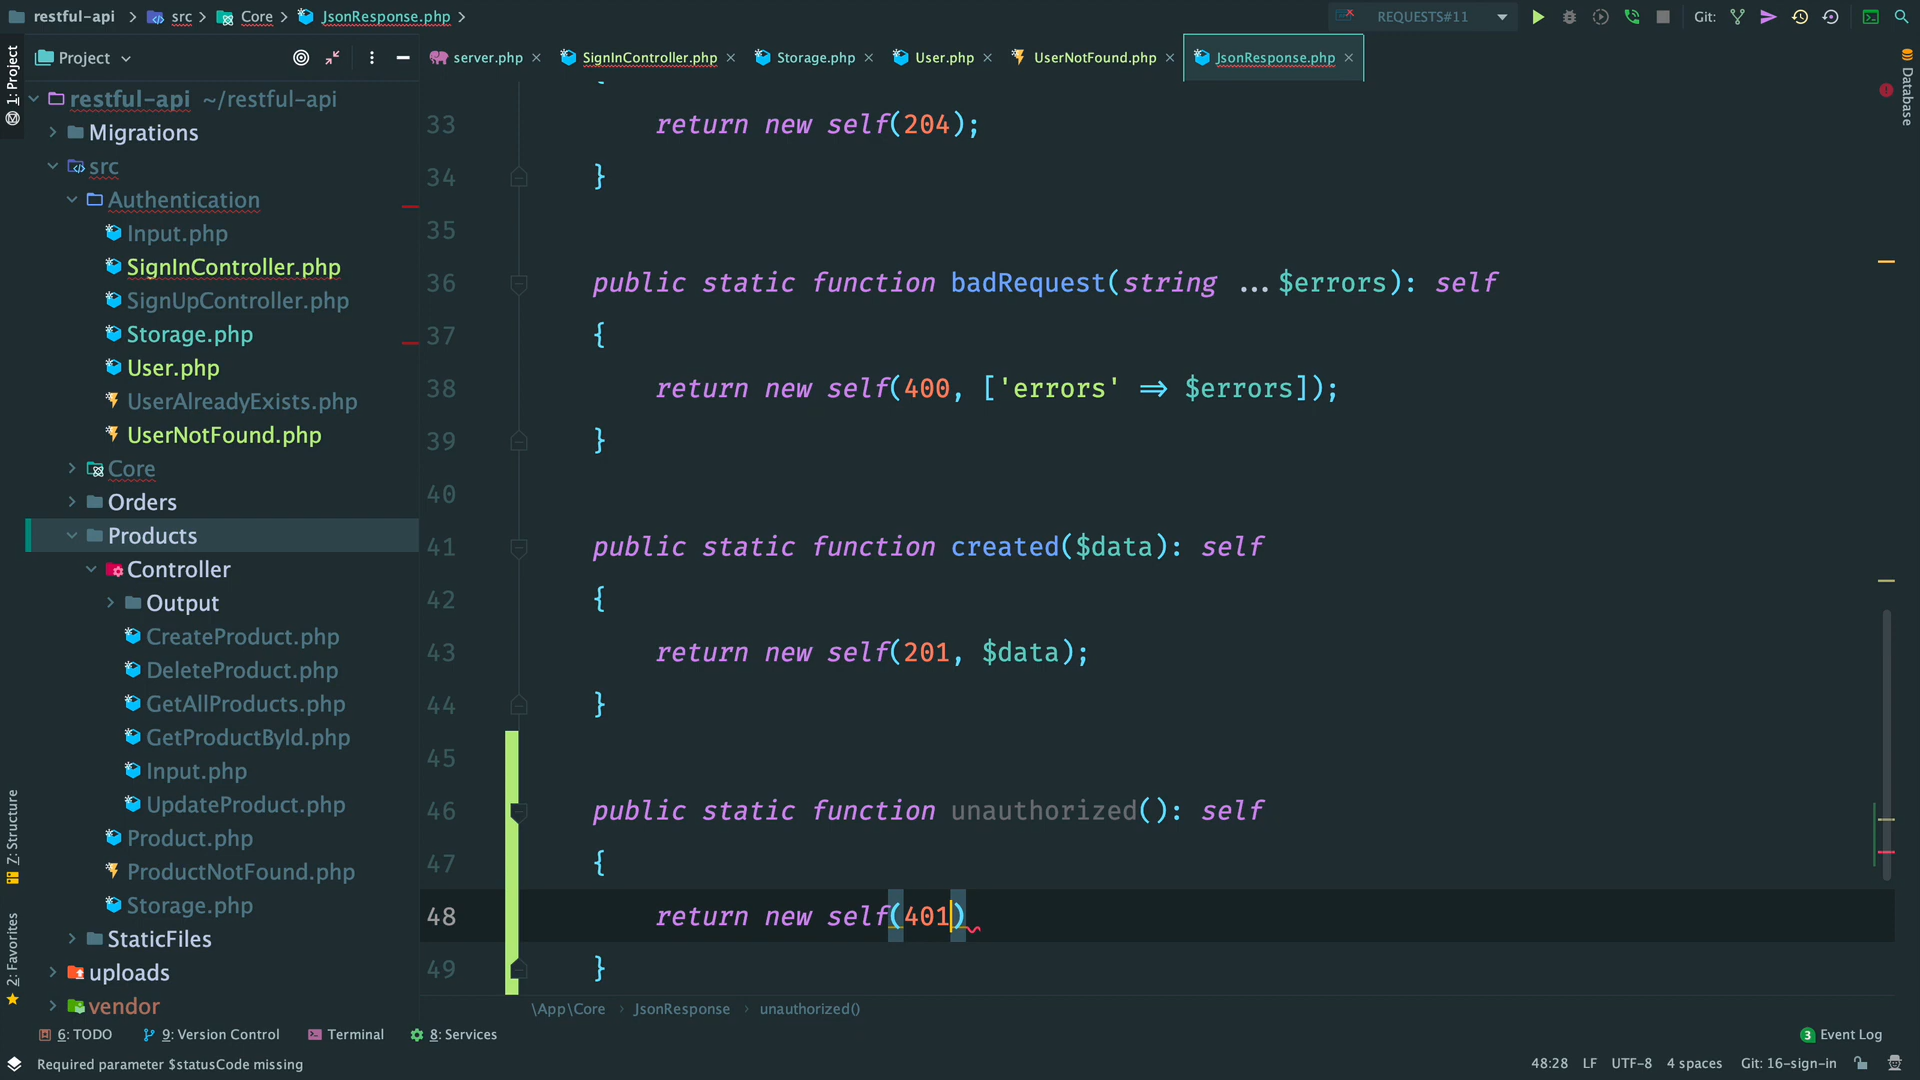 restful-api
src
Core
JsonResponse.php
REQUESTS#11
Git:
1: Project
Project
server.php
SignInController.php
Storage.php
User.php
UserNotFound.php
JsonResponse.php
Database
restful-api ~/restful-api
Migrations
src
Authentication
Input.php
SignInController.php
SignUpController.php
Storage.php
User.php
UserAlreadyExists.php
UserNotFound.php
Core
Orders
Products
Controller
Output
CreateProduct.php
DeleteProduct.php
GetAllProducts.php
GetProductById.php
Input.php
UpdateProduct.php
Product.php
ProductNotFound.php
Storage.php
StaticFiles
uploads
vendor
{
33 return new self(204);
34 }
35
36 public static function badRequest(string ...$errors): self
37 {
38 return new self(400, ['errors' => $errors]);
39 }
40
41 public static function created($data): self
42 {
43 return new self(201, $data);
44 }
45
46 public static function unauthorized(): self
47 {
48 return new self(401)
49 }
Z: Structure
2: Favorites
\App\Core › JsonResponse › unauthorized()
6: TODO
9: Version Control
Terminal
8: Services
3 Event Log
Required parameter $statusCode missing
48:28 LF UTF-8 4 spaces Git: 16-sign-in